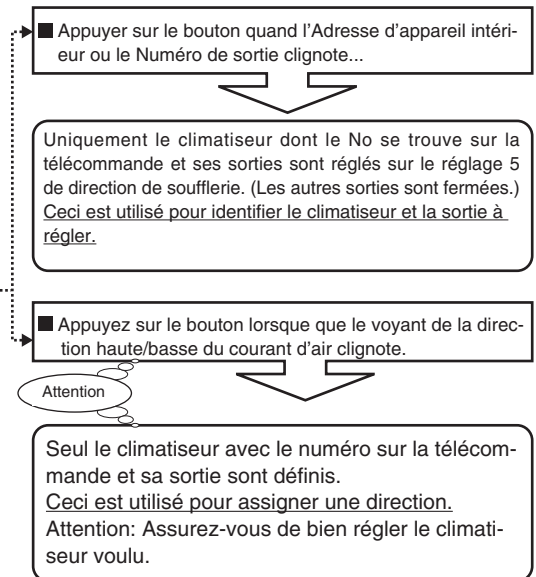 ■ Appuyer sur le bouton quand l'Adresse d'appareil intéri-
eur ou le Numéro de sortie clignote...
Uniquement le climatiseur dont le No se trouve sur la
télécommande et ses sorties sont réglés sur le réglage 5
de direction de soufflerie. (Les autres sorties sont fermées.)
Ceci est utilisé pour identifier le climatiseur et la sortie à
régler.
■ Appuyez sur le bouton lorsque que le voyant de la direc-
tion haute/basse du courant d'air clignote.
Attention
Seul le climatiseur avec le numéro sur la télécom-
mande et sa sortie sont définis.
Ceci est utilisé pour assigner une direction.
Attention: Assurez-vous de bien régler le climati-
seur voulu.